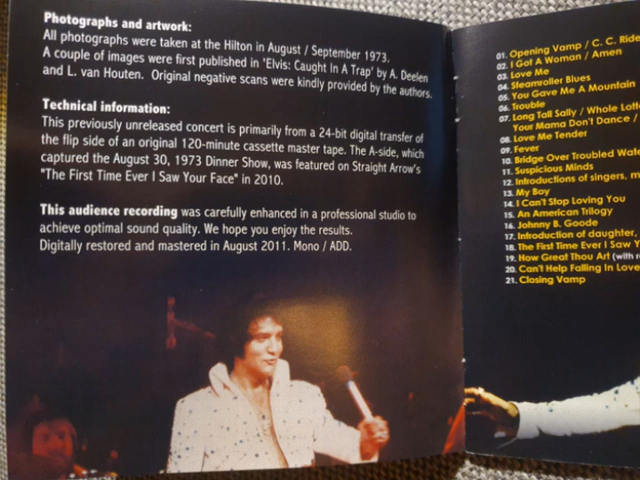 Photographs and artwork:
All photographs were taken at the Hilton in August / September 1973.
A couple of images were first published in 'Elvis: Caught In A Trap' by A. Deelen
and L. van Houten. Original negative scans were kindly provided by the authors.
Technical information:
This previously unreleased concert is primarily from a 24-bit digital transfer of
the flip side of an original 120-minute cassette master tape. The A-side, which
captured the August 30, 1973 Dinner Show, was featured on Straight Arrow's
"The First Time Ever I Saw Your Face" in 2010.
This audience recording was carefully enhanced in a professional studio to
achieve optimal sound quality. We hope you enjoy the results.
Digitally restored and mastered in August 2011. Mono / ADD.
01. Opening Vamp / C. C. Ride
02. I Got A Woman / Amen
03. Love Me
04. Steamroller Blues
05. You Gave Me A Mountain
06. Trouble
07. Long Tall Sally / Whole Lott
Your Mama Don't Dance /
08. Love Me Tender
09. Fever
10. Bridge Over Troubled Wate
11. Suspicious Minds
12. Introductions of singers, m
13. My Boy
14. I Can't Stop Loving You
15. An American Trilogy
16. Johnny B. Goode
17. Introduction of daughter,
18. The First Time Ever I Saw Y
19. How Great Thou Art (with re
20. Can't Help Falling In Love
21. Closing Vamp